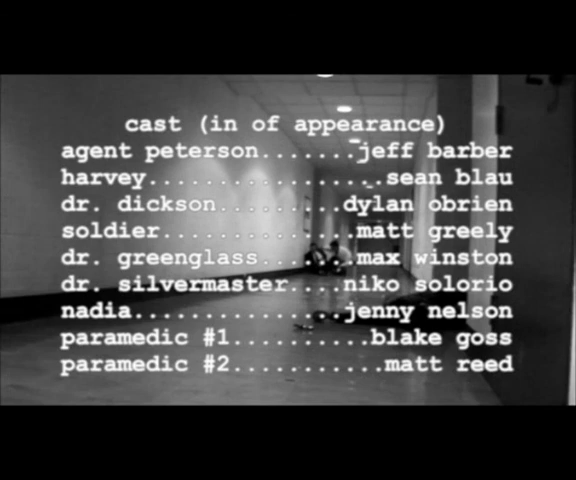 cast (in of appearance)
agent peterson.......jeff barber
harvey.................sean blau
dr. dickson.........dylan obrien
soldier..............matt greely
dr. greenglass.......max winston
dr. silvermaster....niko solorio
nadia...............jenny nelson
paramedic #1..........blake goss
paramedic #2...........matt reed